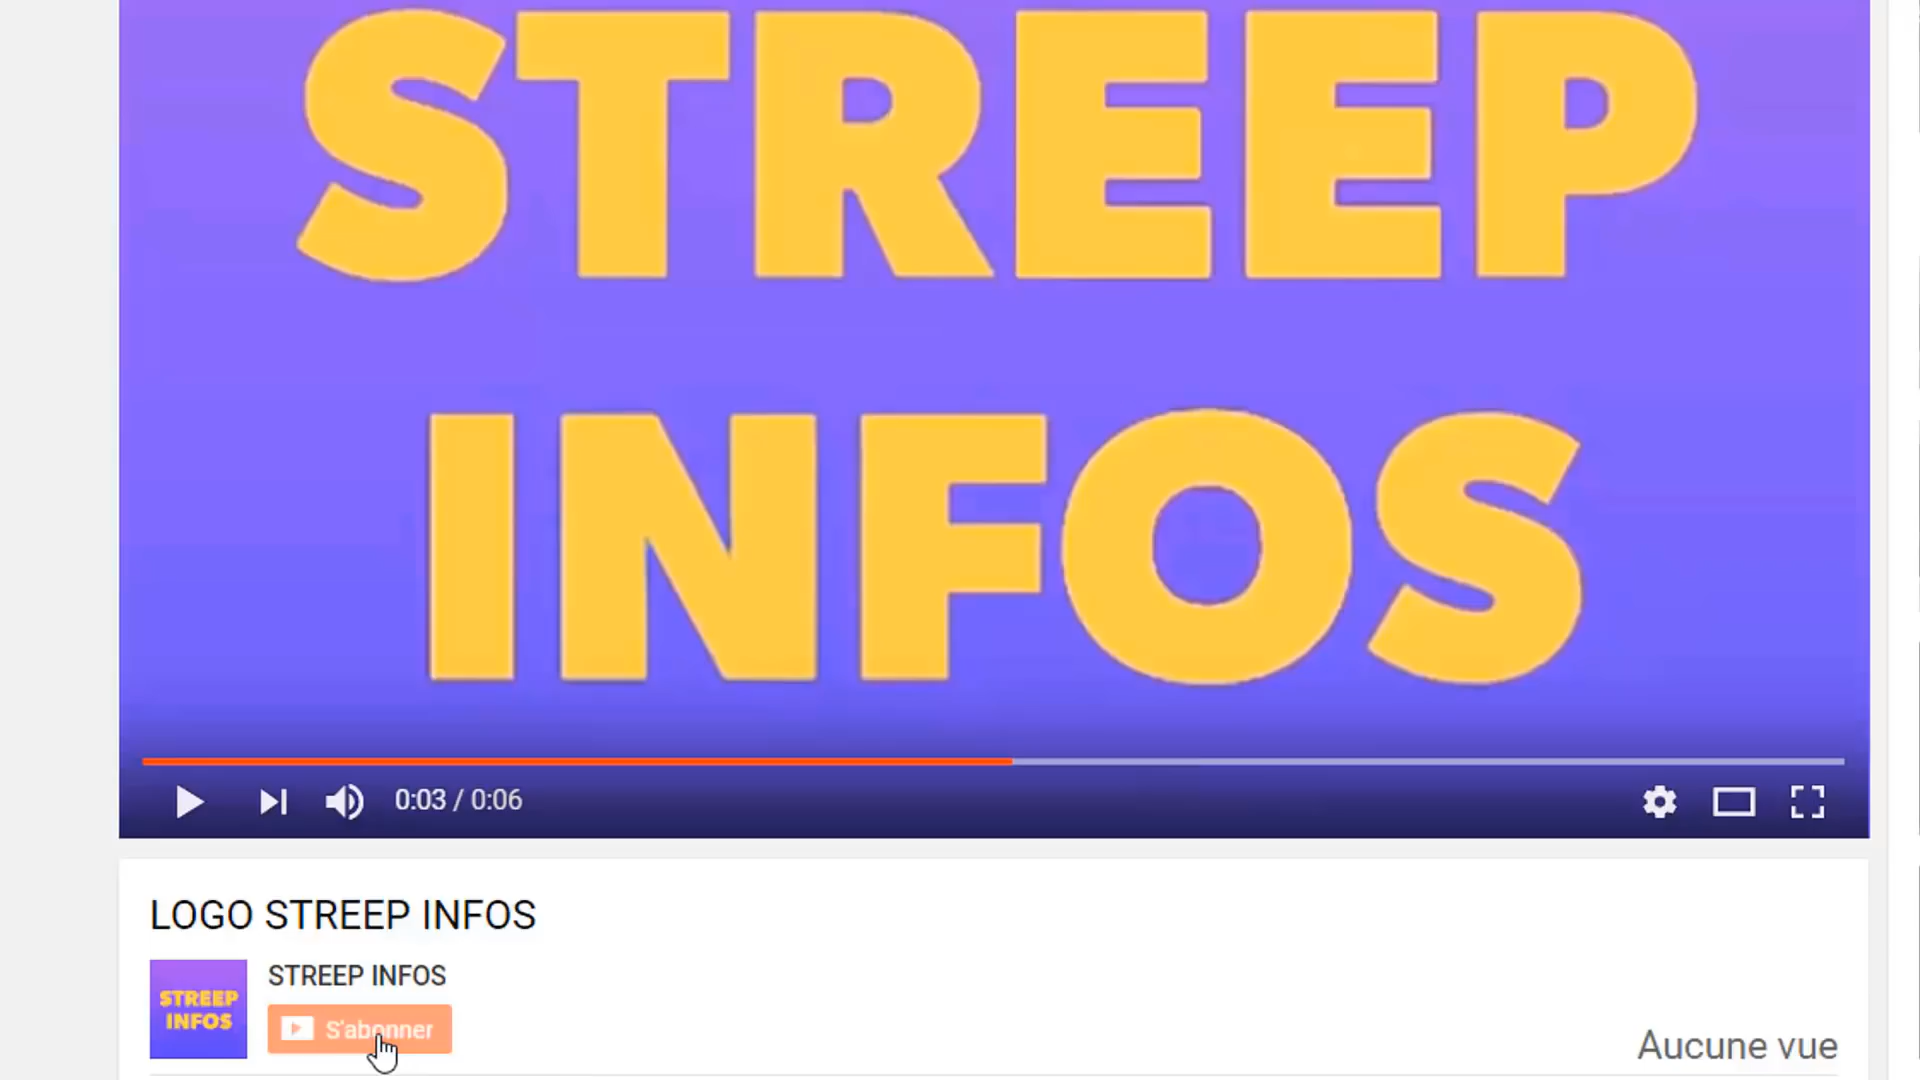 STREEP
INFOS
0:03 / 0:06
LOGO STREEP INFOS
STREEP INFOS
STREEP
INFOS
S'abonner
Aucune vue